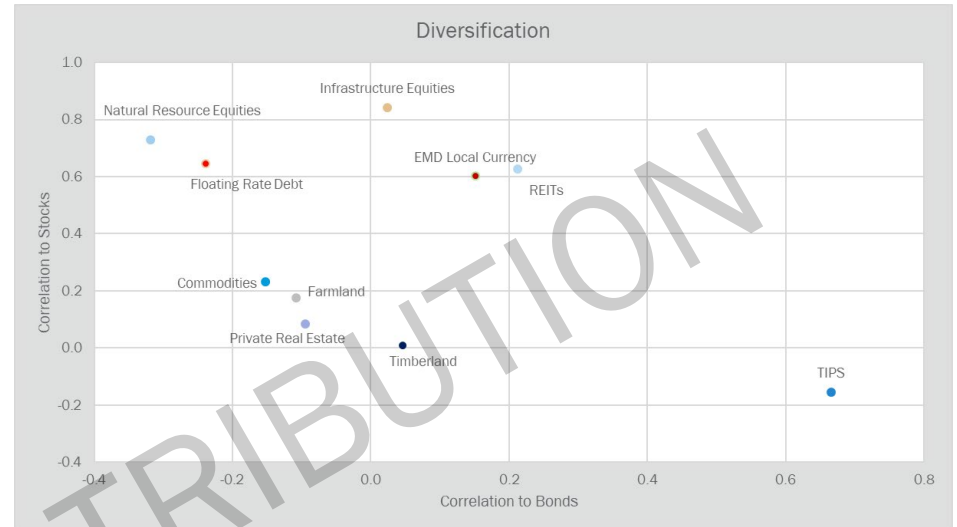 Diversification
1.0
Infrastructure Equities
Natural Resource Equities
0.8
EMD Local Currency
0.6
Floating Rate Debt
REITs
Correlation to Stocks
0.4
Commodities
Farmland
0.2
Private Real Estate
0.0
Timberland
TIPS
-0.2
-0.4
-0.4 -0.2 0.0 0.2 0.4 0.6 0.8
Correlation to Bonds
TRIBUTION